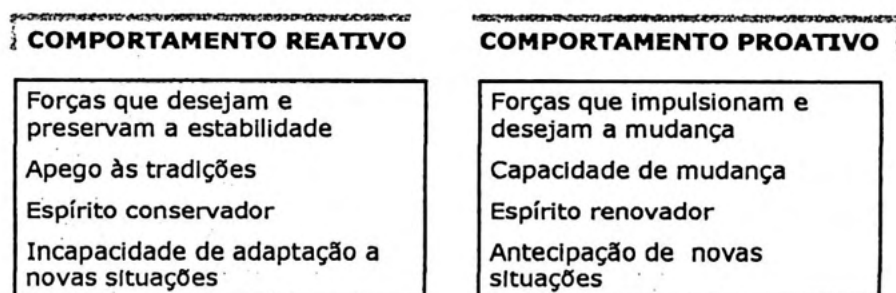 COMPORTAMENTO REATIVO
Forças que desejam e
preservam a estabilidade
Apego às tradições
Espírito conservador
Incapacidade de adaptação a
novas situações
COMPORTAMENTO PROATIVO
Forças que impulsionam e
desejam a mudança
Capacidade de mudança
Espírito renovador
Antecipação de novas
situações